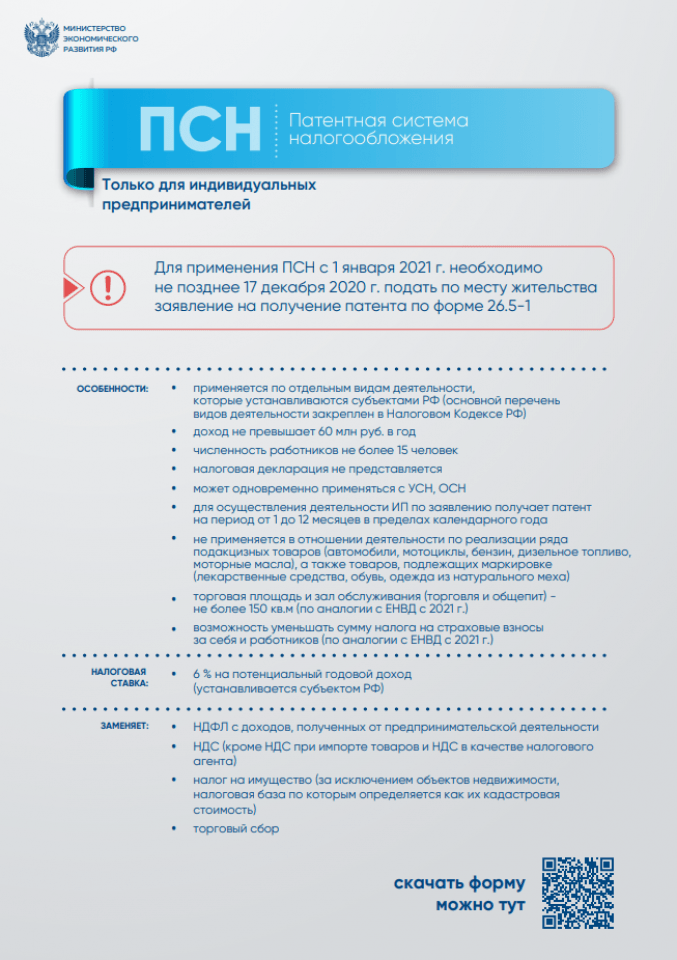 МИНИСТЕРСТВО
ЭКОНОМИЧЕСКОГО
РАЗВИТИЯ РФ
ПСН
Патентная система
налогообложения
Только для индивидуальных
предпринимателей
Для применения ПСН с 1 января 2021 г. необходимо
не позднее 17 декабря 2020 г. подать по месту жительства
заявление на получение патента по форме 26.5-1
ОСОБЕННОСТИ:
• применяется по отдельным видам деятельности,
которые устанавливаются субъектами РФ (основной перечень
видов деятельности закреплен в Налоговом Кодексе РФ)
• доход не превышает 60 млн руб. в год
• численность работников не более 15 человек
• налоговая декларация не представляется
• может одновременно применяться с УСН, ОСН
• для осуществления деятельности ИП по заявлению получает патент
на период от 1 до 12 месяцев в пределах календарного года
• не применяется в отношении деятельности по реализации ряда
подакцизных товаров (автомобили, мотоциклы, бензин, дизельное топливо,
моторные масла), а также товаров, подлежащих маркировке
(лекарственные средства, обувь, одежда из натурального меха)
• торговая площадь и зал обслуживания (торговля и общепит) -
не более 150 кв.м (по аналогии с ЕНВД с 2021 г.)
• возможность уменьшать сумму налога на страховые взносы
за себя и работников (по аналогии с ЕНВД с 2021 г.)
НАЛОГОВАЯ
СТАВКА:
• 6 % на потенциальный годовой доход
(устанавливается субъектом РФ)
ЗАМЕНЯЕТ:
• НДФЛ с доходов, полученных от предпринимательской деятельности
• НДС (кроме НДС при импорте товаров и НДС в качестве налогового
агента)
• налог на имущество (за исключением объектов недвижимости,
налоговая база по которым определяется как их кадастровая
стоимость)
• торговый сбор
скачать форму
можно тут